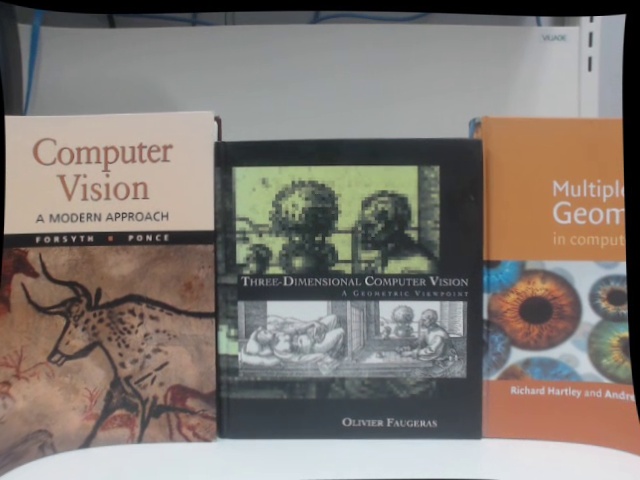 Computer
Vision
A MODERN APPROACH
FORSYTH ▪ PONCE
THREE-DIMENSIONAL COMPUTER VISION
A GEOMETRIC VIEWPOINT
OLIVIER FAUGERAS
Multiple
Geom
in comput
Richard Hartley and Andre